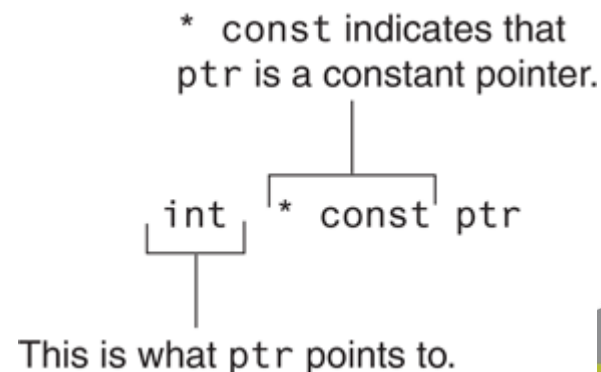 * const indicates that
ptr is a constant pointer.
int * const ptr
This is what ptr points to.